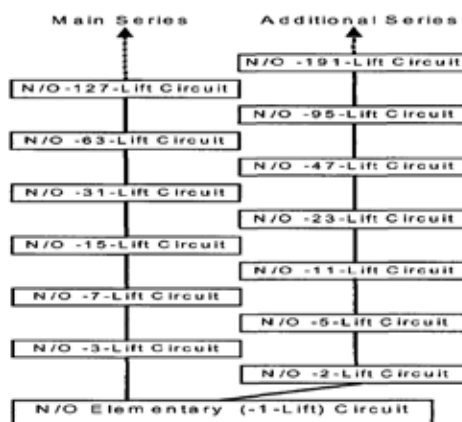 Main Series
N/O -127-Lift Circuit
N/O -63-Lift Circuit
N/O -31-Lift Circuit
N/O -15-Lift Circuit
N/O -7-Lift Circuit
N/O -3-Lift Circuit
Additional Series
N/O -191-Lift Circuit
N/O -95-Lift Circuit
N/O -47-Lift Circuit
N/O -23-Lift Circuit
N/O -11-Lift Circuit
N/O -5-Lift Circuit
N/O -2-Lift Circuit
N/O Elementary (-1-Lift) Circuit